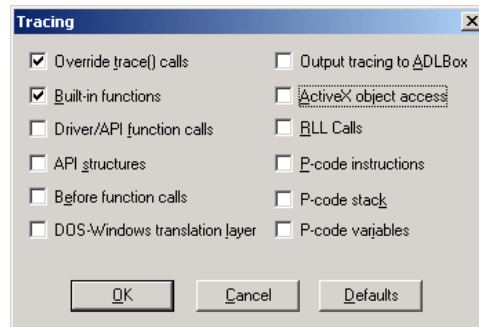 Tracing
Override trace() calls
Output tracing to ADLBox
Built-in functions
ActiveX object access
Driver/API function calls
RLL Calls
API structures
P-code instructions
Before function calls
P-code stack
DOS-Windows translation layer
P-code variables
OK
Cancel
Defaults